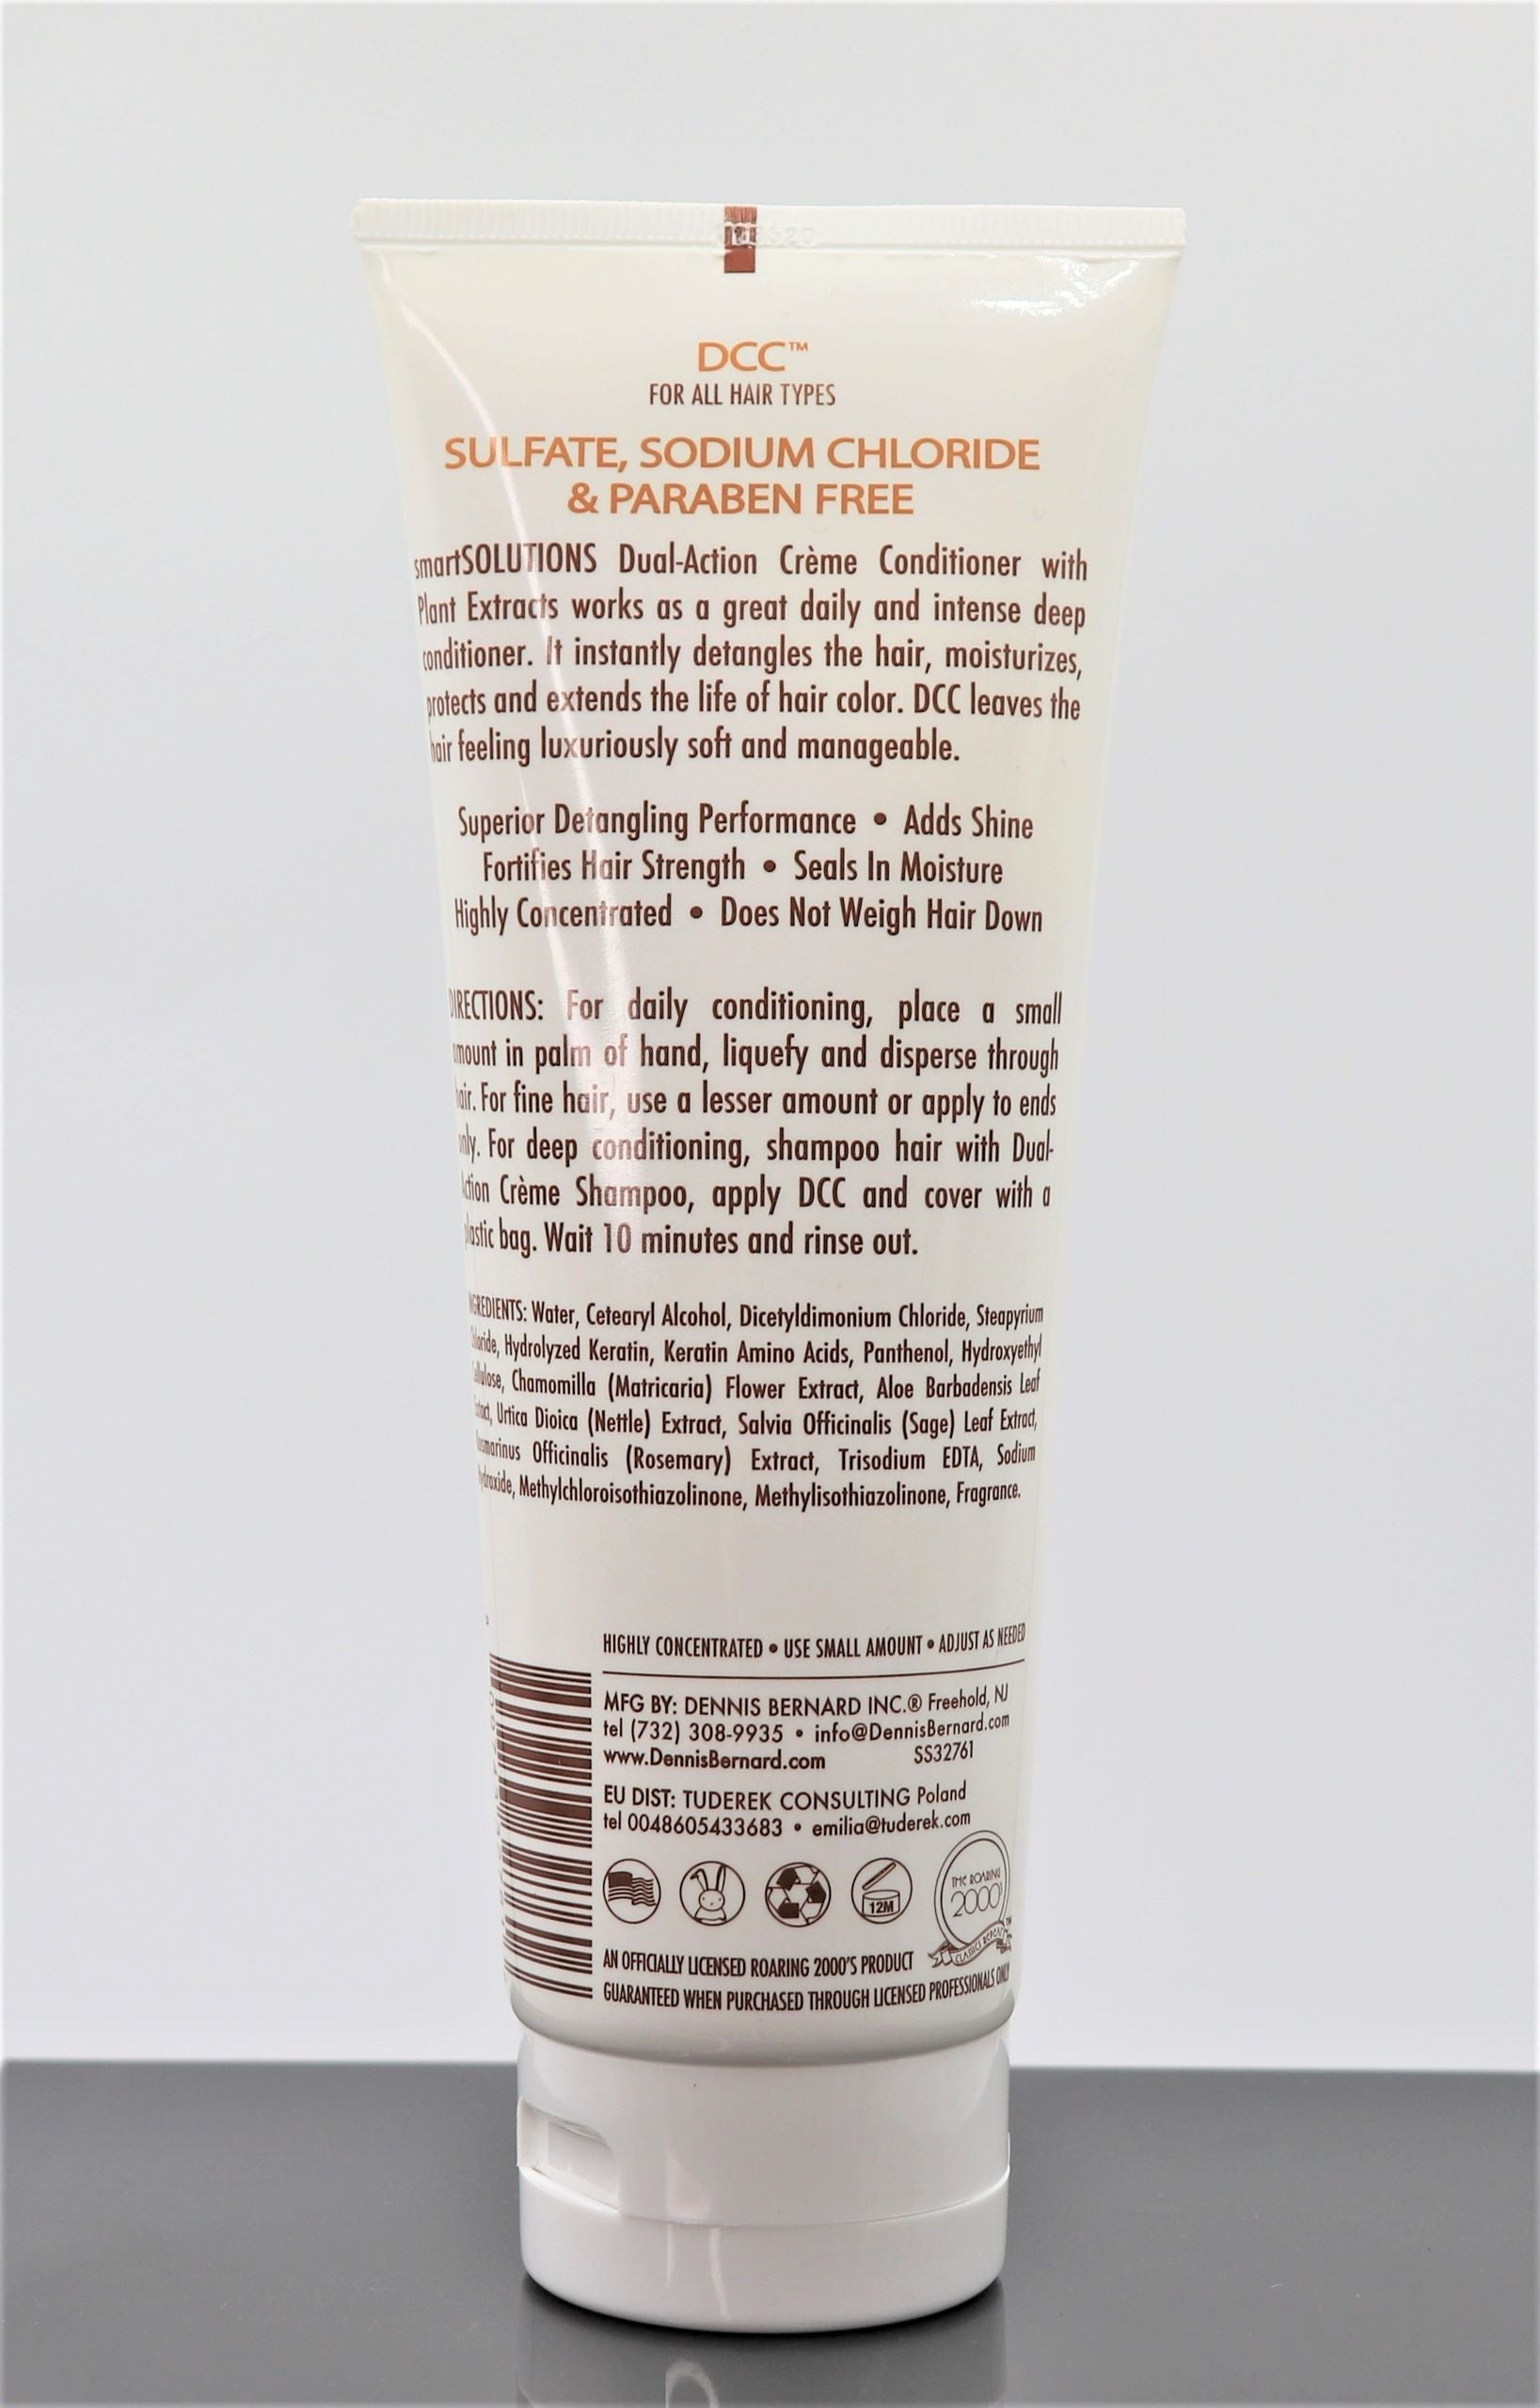 DCC™
FOR ALL HAIR TYPES
SULFATE, SODIUM CHLORIDE
& PARABEN FREE
smartSOLUTIONS Dual-Action Crème Conditioner with
Plant Extracts works as a great daily and intense deep
conditioner. It instantly detangles the hair, moisturizes,
protects and extends the life of hair color. DCC leaves the
hair feeling luxuriously soft and manageable.
Superior Detangling Performance • Adds Shine
Fortifies Hair Strength • Seals In Moisture
Highly Concentrated • Does Not Weigh Hair Down
DIRECTIONS: For daily conditioning, place a small
amount in palm of hand, liquefy and disperse through
hair. For fine hair, use a lesser amount or apply to ends
only. For deep conditioning, shampoo hair with Dual-
Action Crème Shampoo, apply DCC and cover with a
plastic bag. Wait 10 minutes and rinse out.
INGREDIENTS: Water, Cetearyl Alcohol, Dicetyldimonium Chloride, Steapyrium
Chloride, Hydrolyzed Keratin, Keratin Amino Acids, Panthenol, Hydroxyethyl
Cellulose, Chamomilla (Matricaria) Flower Extract, Aloe Barbadensis Leaf
Extract, Urtica Dioica (Nettle) Extract, Salvia Officinalis (Sage) Leaf Extract,
Rosmarinus Officinalis (Rosemary) Extract, Trisodium EDTA, Sodium
Hydroxide, Methylchloroisothiazolinone, Methylisothiazolinone, Fragrance.
HIGHLY CONCENTRATED • USE SMALL AMOUNT • ADJUST AS NEEDED
MFG BY: DENNIS BERNARD INC.® Freehold, NJ
tel (732) 308-9935 • info@DennisBernard.com
www.DennisBernard.com SS32761
EU DIST: TUDEREK CONSULTING Poland
tel 0048605433683 • emilia@tuderek.com
12M
THE ROARING
2000'
CLASSICS REPEAT™
AN OFFICIALLY LICENSED ROARING 2000'S PRODUCT
GUARANTEED WHEN PURCHASED THROUGH LICENSED PROFESSIONALS ONLY